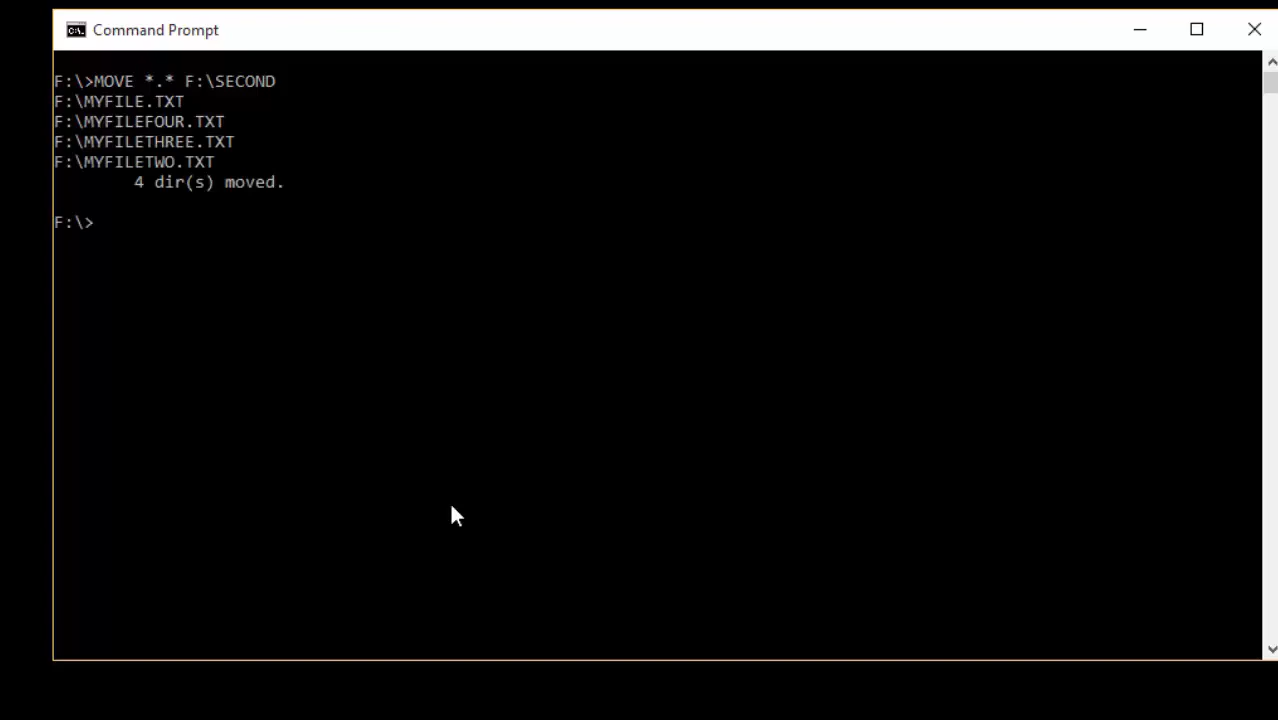 Command Prompt
F:\>MOVE *.* F:\SECOND
F:\MYFILE.TXT
F:\MYFILEFOUR.TXT
F:\MYFILETHREE.TXT
F:\MYFILETWO.TXT
        4 dir(s) moved.
F:\>